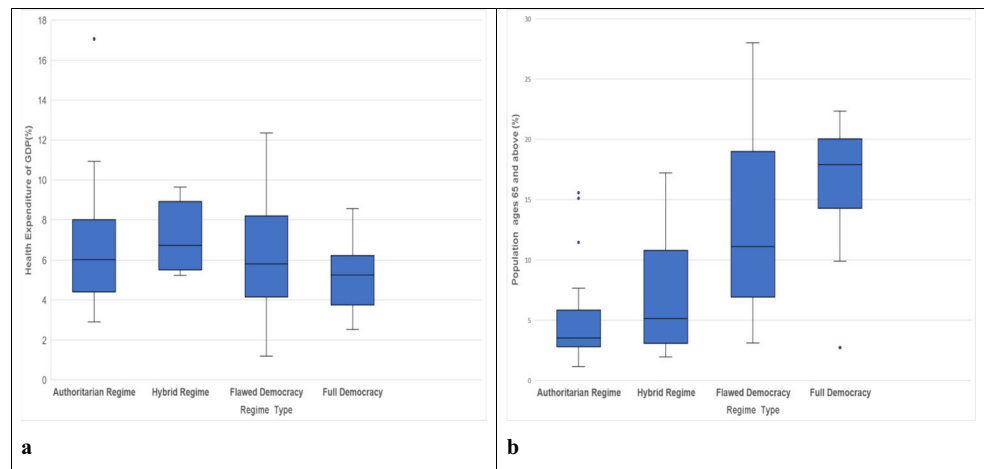 18
16
14
12
10
8
6
4
2
0
Health Expenditure of GDP(%)
Authoritarian Regime Hybrid Regime Flawed Democracy Full Democracy
Regime Type
a
30
25
20
15
10
5
0
Population ages 65 and above (%)
Authoritarian Regime Hybrid Regime Flawed Democracy Full Democracy
Regime Type
b